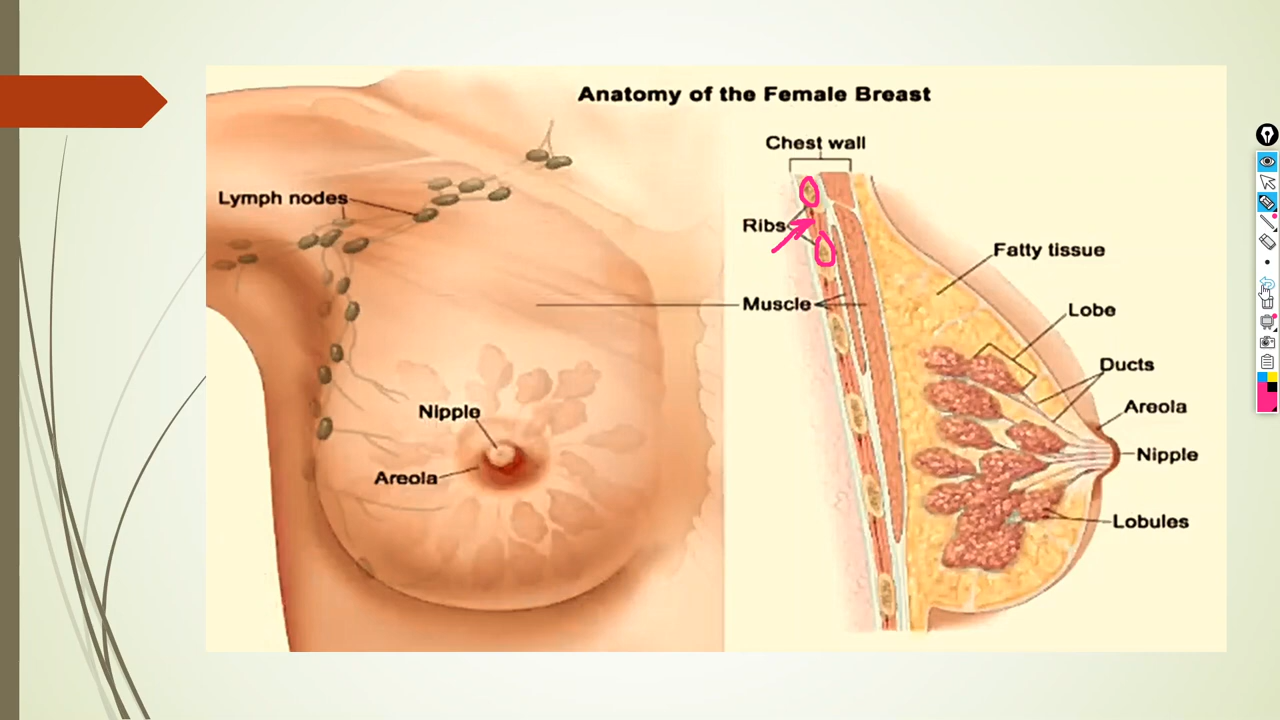 Anatomy of the Female Breast
Chest wall
Lymph nodes
Ribs
Fatty tissue
Muscle
Lobe
Ducts
Nipple
Areola
Areola
Nipple
Lobules